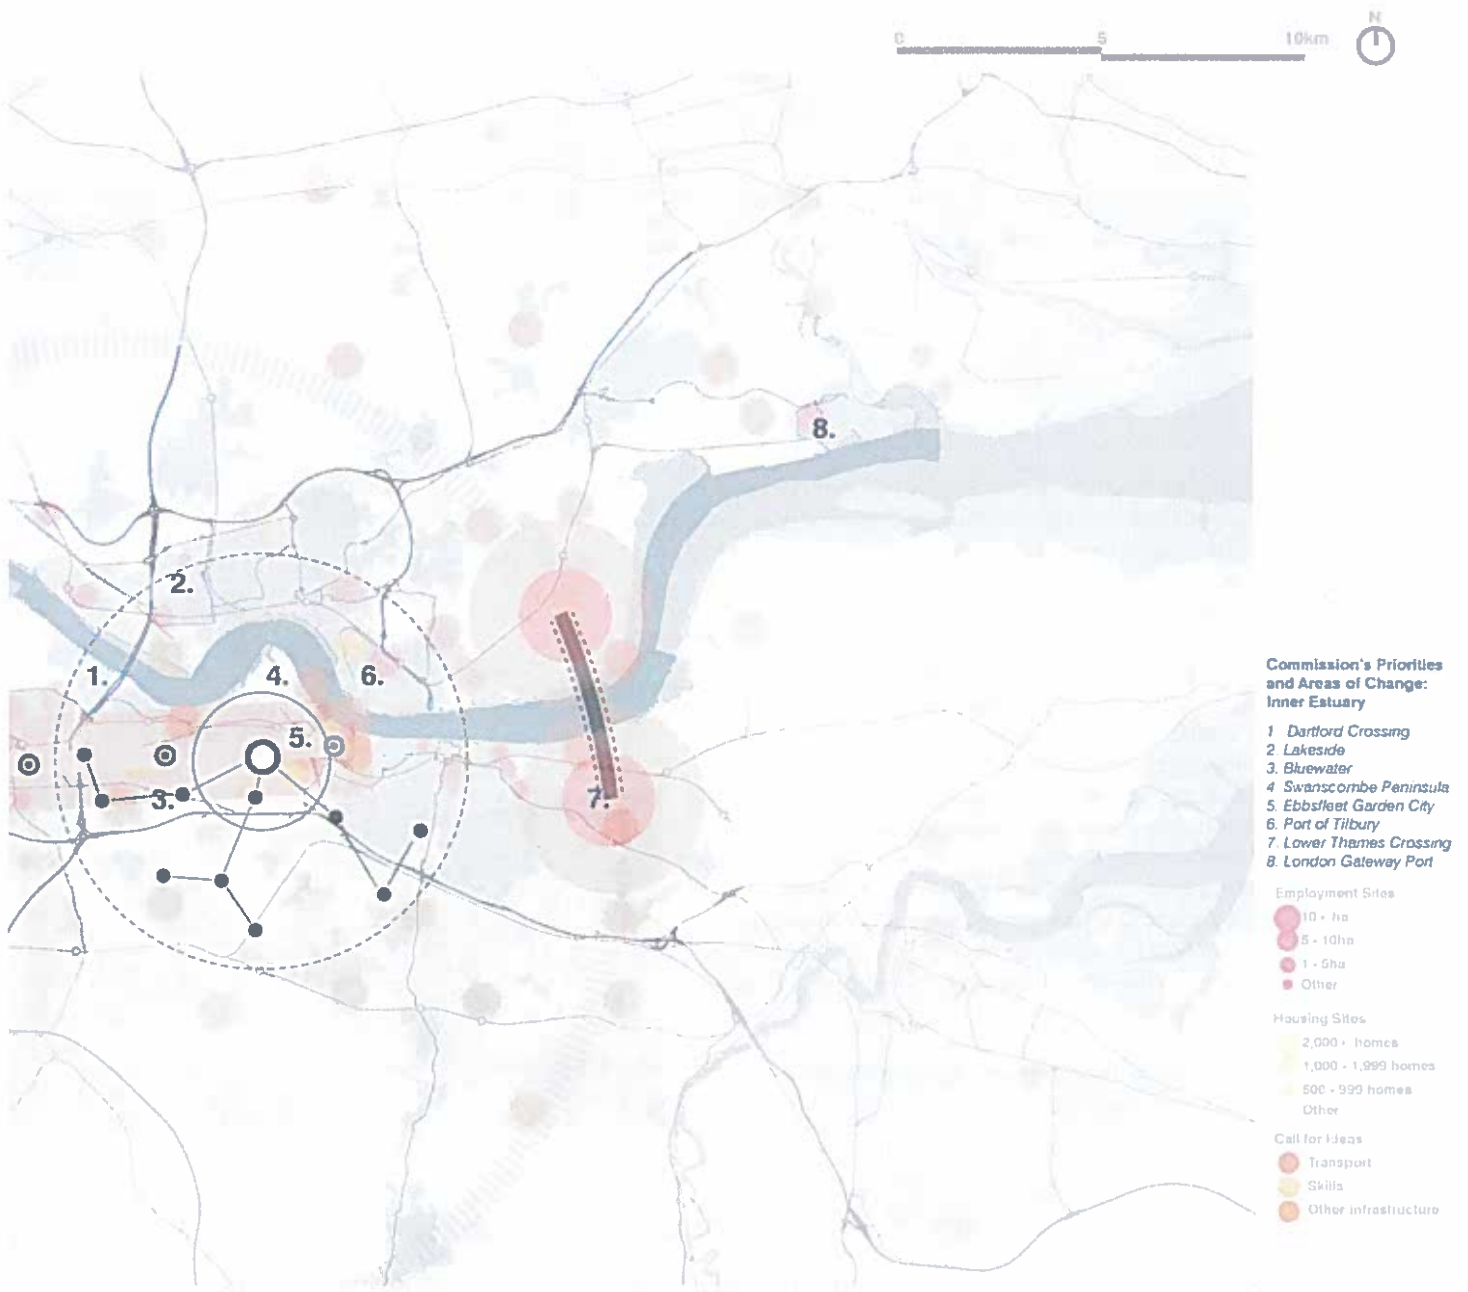 N
0 5 10km
8.
2.
1. 4. 6.
5.
3. 7.
Commission's Priorities
and Areas of Change:
Inner Estuary
1 Dartford Crossing
2. Lakeside
3. Bluewater
4 Swanscombe Peninsula
5. Ebbsfleet Garden City
6. Port of Tilbury
7. Lower Thames Crossing
8. London Gateway Port
Employment Sites
10 + ha
5 - 10ha
1 - 5ha
Other
Housing Sites
2,000 + homes
1,000 - 1,999 homes
500 - 999 homes
Other
Call for Ideas
Transport
Skills
Other infrastructure